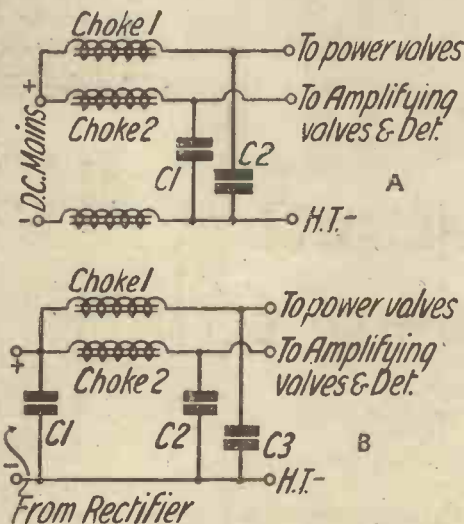 Choke 1
To power valves
+
To Amplifying
valves & Det.
Choke 2
D.C. Mains
C1
C2
A
-
H.T.-
Choke 1
To power valves
+
To Amplifying
valves & Det.
Choke 2
C1
C2
C3
B
-
H.T.-
From Rectifier